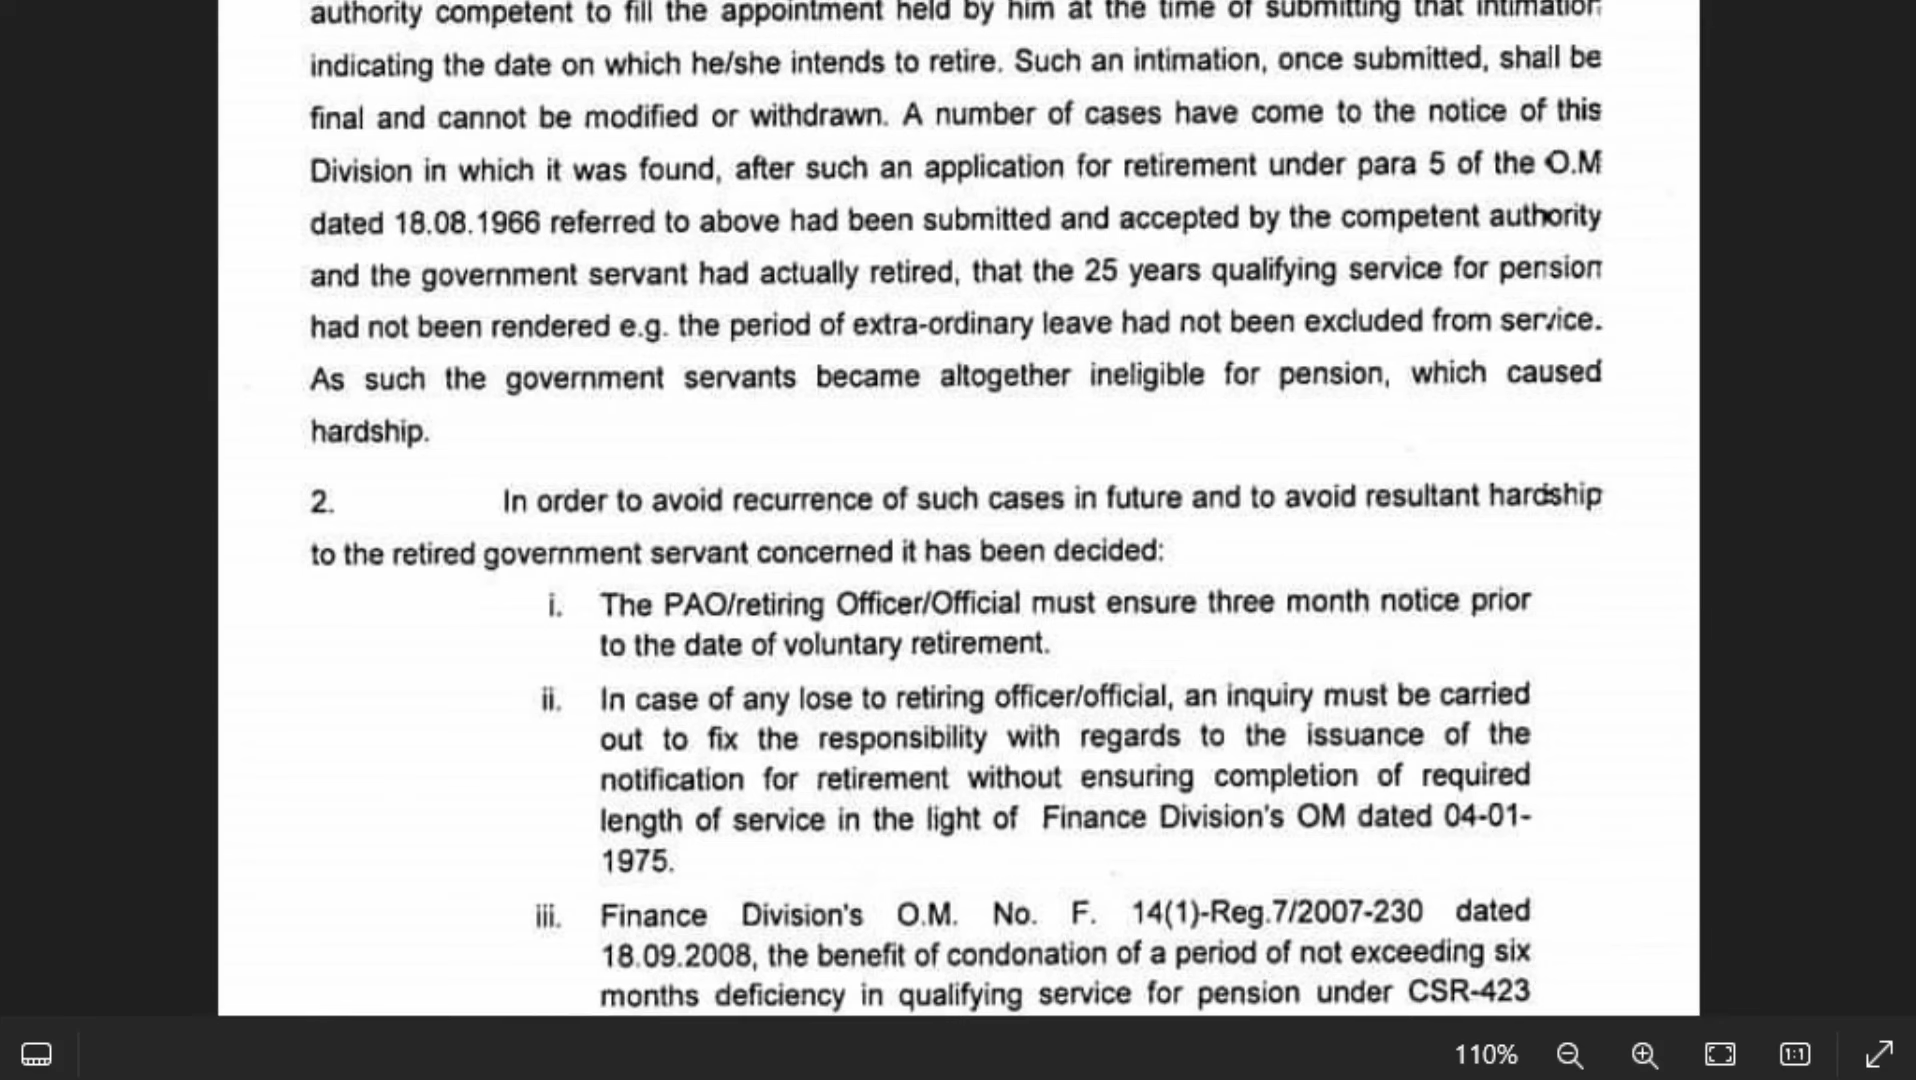 authority competent to fill the appointment held by him at the time of submitting that intimation
indicating the date on which he/she intends to retire. Such an intimation, once submitted, shall be
final and cannot be modified or withdrawn. A number of cases have come to the notice of this
Division in which it was found, after such an application for retirement under para 5 of the O.M
dated 18.08.1966 referred to above had been submitted and accepted by the competent authority
and the government servant had actually retired, that the 25 years qualifying service for pension
had not been rendered e.g. the period of extra-ordinary leave had not been excluded from service.
As such the government servants became altogether ineligible for pension, which caused
hardship.
2. In order to avoid recurrence of such cases in future and to avoid resultant hardship
to the retired government servant concerned it has been decided:
i. The PAO/retiring Officer/Official must ensure three month notice prior
to the date of voluntary retirement.
ii. In case of any lose to retiring officer/official, an inquiry must be carried
out to fix the responsibility with regards to the issuance of the
notification for retirement without ensuring completion of required
length of service in the light of Finance Division's OM dated 04-01-
1975.
iii. Finance Division's O.M. No. F. 14(1)-Reg.7/2007-230 dated
18.09.2008, the benefit of condonation of a period of not exceeding six
months deficiency in qualifying service for pension under CSR-423
110%
1:1